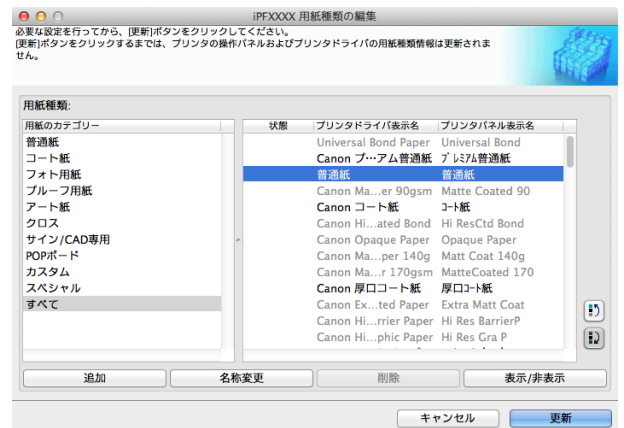 iPFXXXX 用紙種類の編集
必要な設定を行ってから、[更新]ボタンをクリックしてください。
[更新]ボタンをクリックするまでは、プリンタの操作パネルおよびプリンタドライバの用紙種類情報は更新されま
せん。
用紙種類:
用紙のカテゴリー
普通紙
コート紙
フォト用紙
プルーフ用紙
アート紙
クロス
サイン/CAD専用
POPボード
カスタム
スペシャル
すべて
状態 プリンタドライバ表示名 プリンタパネル表示名
Universal Bond Paper Universal Bond
Canon プ…アム普通紙 プレミアム普通紙
普通紙 普通紙
Canon Ma...er 90gsm Matte Coated 90
Canon コート紙 コート紙
Canon Hi...ated Bond Hi ResCtd Bond
Canon Opaque Paper Opaque Paper
Canon Ma...per 140g Matt Coat 140g
Canon Ma...r 170gsm MatteCoated 170
Canon 厚口コート紙 厚口コート紙
Canon Ex...ted Paper Extra Matt Coat
Canon Hi...rrier Paper Hi Res BarrierP
Canon Hi...phic Paper Hi Res Gra P
追加 名称変更 削除 表示/非表示
キャンセル 更新